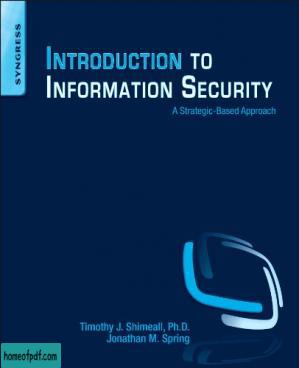 SYNGRESS
INTRODUCTION TO
INFORMATION SECURITY
A Strategic-Based Approach
Timothy J. Shimeall, Ph.D.
Jonathan M. Spring
homeofpdf.com